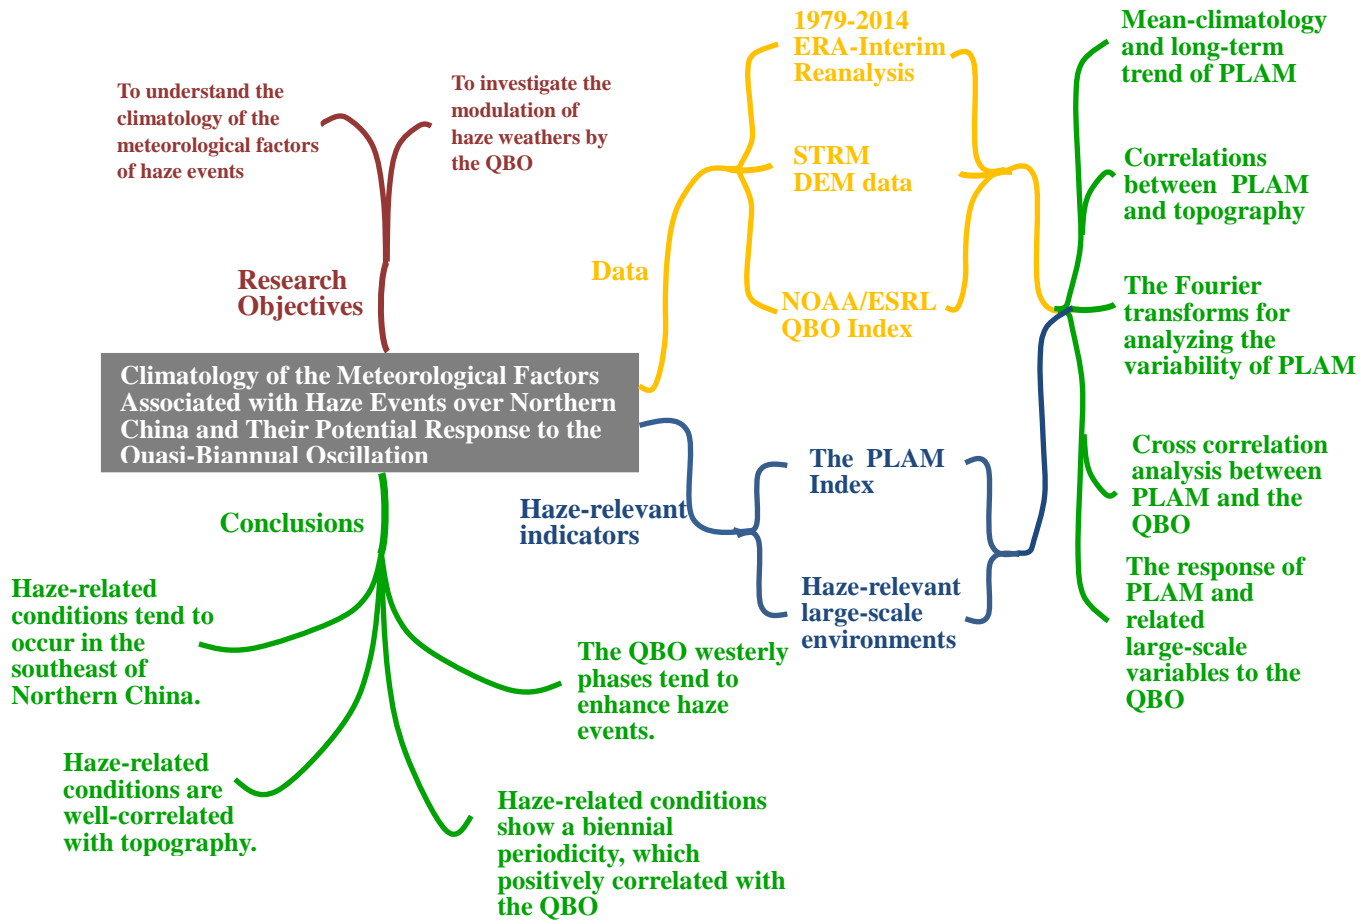 To understand the
climatology of the
meteorological factors
of haze events
To investigate the
modulation of
haze weathers by
the QBO
Research
Objectives
Climatology of the Meteorological Factors
Associated with Haze Events over Northern
China and Their Potential Response to the
Quasi-Biannual Oscillation
Data
1979-2014
ERA-Interim
Reanalysis
STRM
DEM data
NOAA/ESRL
QBO Index
Haze-relevant
indicators
The PLAM
Index
Haze-relevant
large-scale
environments
Mean-climatology
and long-term
trend of PLAM
Correlations
between PLAM
and topography
The Fourier
transforms for
analyzing the
variability of PLAM
Cross correlation
analysis between
PLAM and the
QBO
The response of
PLAM and
related
large-scale
variables to the
QBO
Conclusions
Haze-related
conditions tend to
occur in the
southeast of
Northern China.
Haze-related
conditions are
well-correlated
with topography.
The QBO westerly
phases tend to
enhance haze
events.
Haze-related conditions
show a biennial
periodicity, which
positively correlated with
the QBO